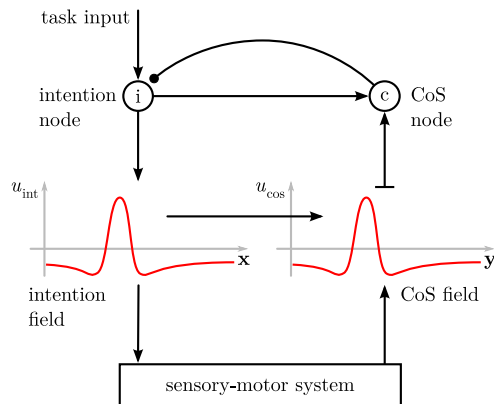 task input
intention
node
i
c
CoS
node
u_int
x
intention
field
u_cos
y
CoS field
sensory-motor system